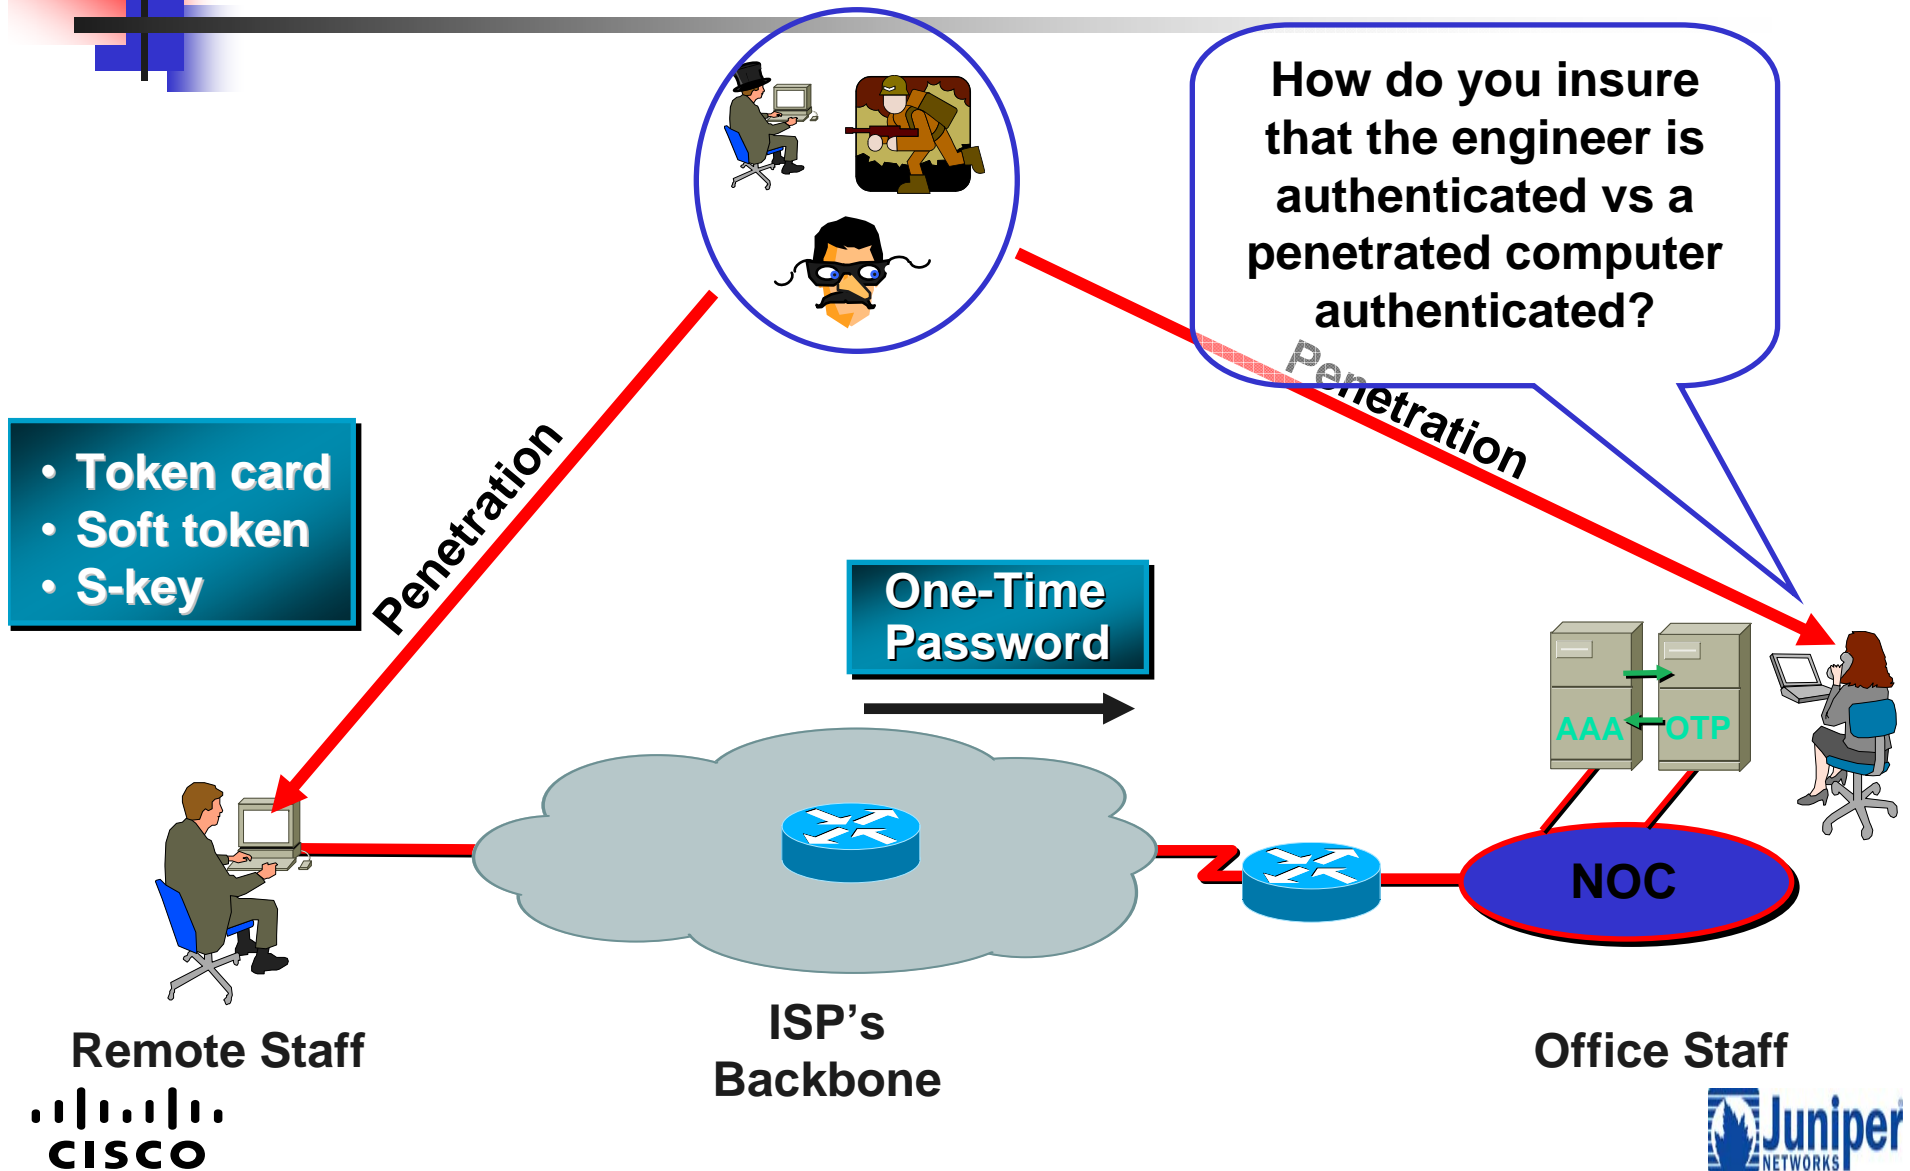 How do you insure
that the engineer is
authenticated vs a
penetrated computer
authenticated?
Penetration
Penetration
• Token card
• Soft token
• S-key
One-Time
Password
AAA
OTP
NOC
Remote Staff
ISP’s
Backbone
Office Staff
CISCO
Juniper
NETWORKS